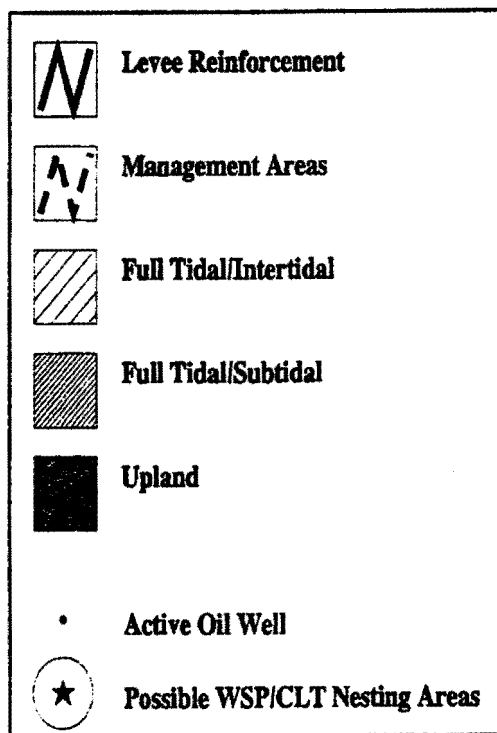 Levee Reinforcement
Management Areas
Full Tidal/Intertidal
Full Tidal/Subtidal
Upland
Active Oil Well
Possible WSP/CLT Nesting Areas